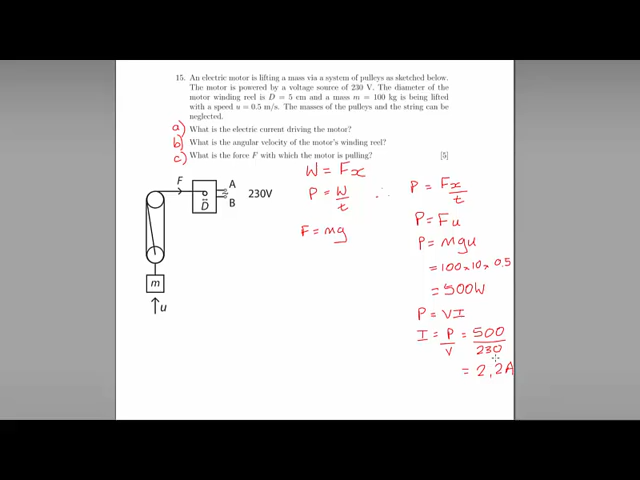 15. An electric motor is lifting a mass via a system of pulleys as sketched below.
The motor is powered by a voltage source of 230 V. The diameter of the
motor winding reel is D = 5 cm and a mass m = 100 kg is being lifted
with a speed u = 0.5 m/s. The masses of the pulleys and the string can be
neglected.
a) What is the electric current driving the motor?
b) What is the angular velocity of the motor's winding reel?
c) What is the force F with which the motor is pulling? [5]
F
A
B
230V
D
m
u
W = Fx
P = W/t ∴
F = mg
P = Fx/t
P = Fu
P = mgu
= 100 × 10 × 0.5
= 500W
P = VI
I = P/V = 500/230
= 2,2A